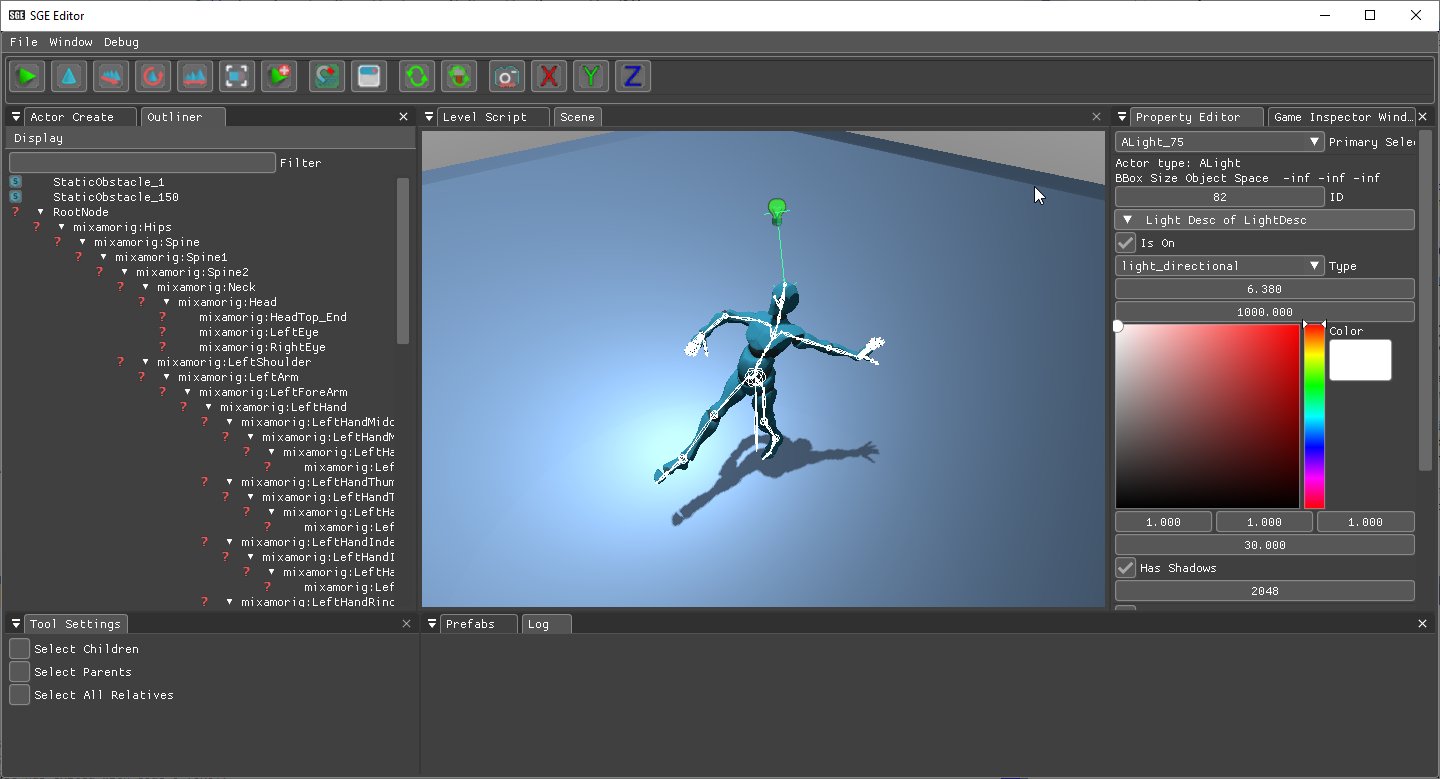 SGE SGE Editor
File Window Debug
X Y Z
Actor Create Outliner
Display
Filter
S StaticObstacle_1
S StaticObstacle_150
? RootNode
? mixamorig:Hips
? mixamorig:Spine
? mixamorig:Spine1
? mixamorig:Spine2
? mixamorig:Neck
? mixamorig:Head
? mixamorig:HeadTop_End
? mixamorig:LeftEye
? mixamorig:RightEye
? mixamorig:LeftShoulder
? mixamorig:LeftArm
? mixamorig:LeftForeArm
? mixamorig:LeftHand
? mixamorig:LeftHandMidd
? mixamorig:LeftHandM
? mixamorig:LeftHa
? mixamorig:Lef
? mixamorig:LeftHandThum
? mixamorig:LeftHandT
? mixamorig:LeftHa
? mixamorig:Lef
? mixamorig:LeftHandInde
? mixamorig:LeftHandI
? mixamorig:LeftHa
? mixamorig:Lef
? mixamorig:LeftHandRing
Level Script Scene
Property Editor Game Inspector Wind…
ALight_75 Primary Selec
Actor type: ALight
BBox Size Object Space -inf -inf -inf
82 ID
Light Desc of LightDesc
Is On
light_directional Type
6.380
1000.000
Color
1.000 1.000 1.000
30.000
Has Shadows
2048
Tool Settings
Select Children
Select Parents
Select All Relatives
Prefabs Log